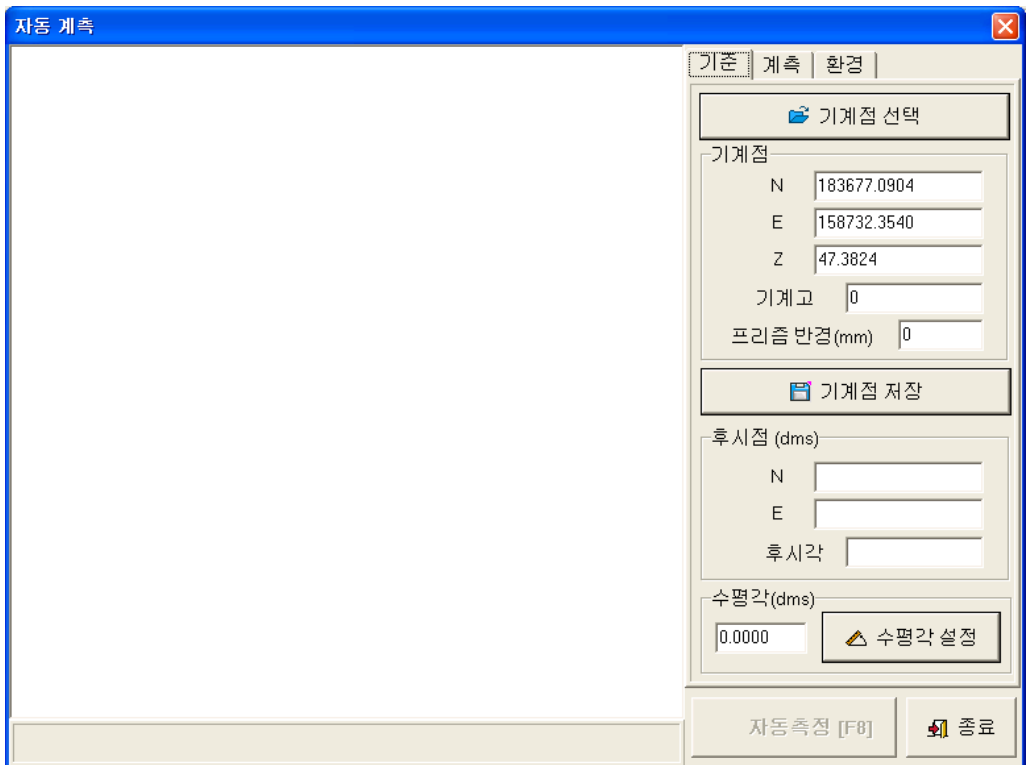 자동 계측
기준 계측 환경
기계점 선택
기계점
N 183677.0904
E 158732.3540
Z 47.3824
기계고 0
프리즘 반경(mm) 0
기계점 저장
후시점 (dms)
N
E
후시각
수평각(dms)
0.0000 수평각 설정
자동측정 [F8] 종료